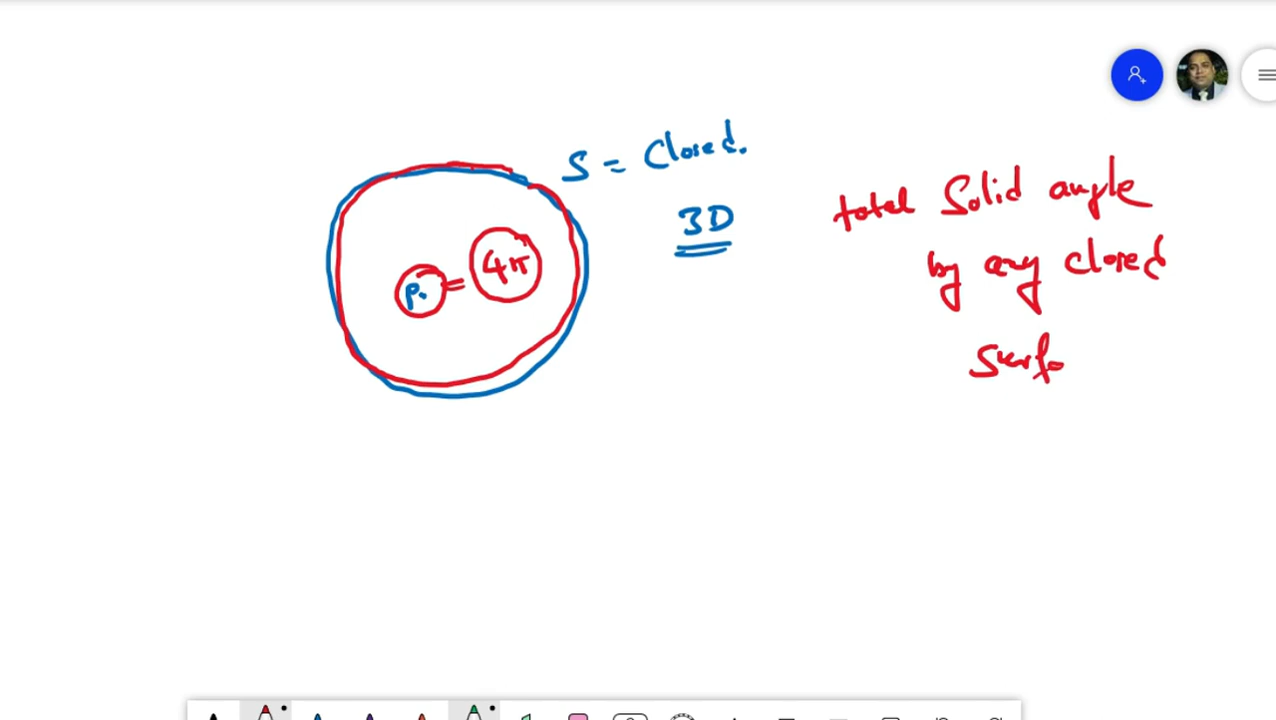 S = Closed.
3D
P. = 4π
total Solid angle
by any closed
surfa